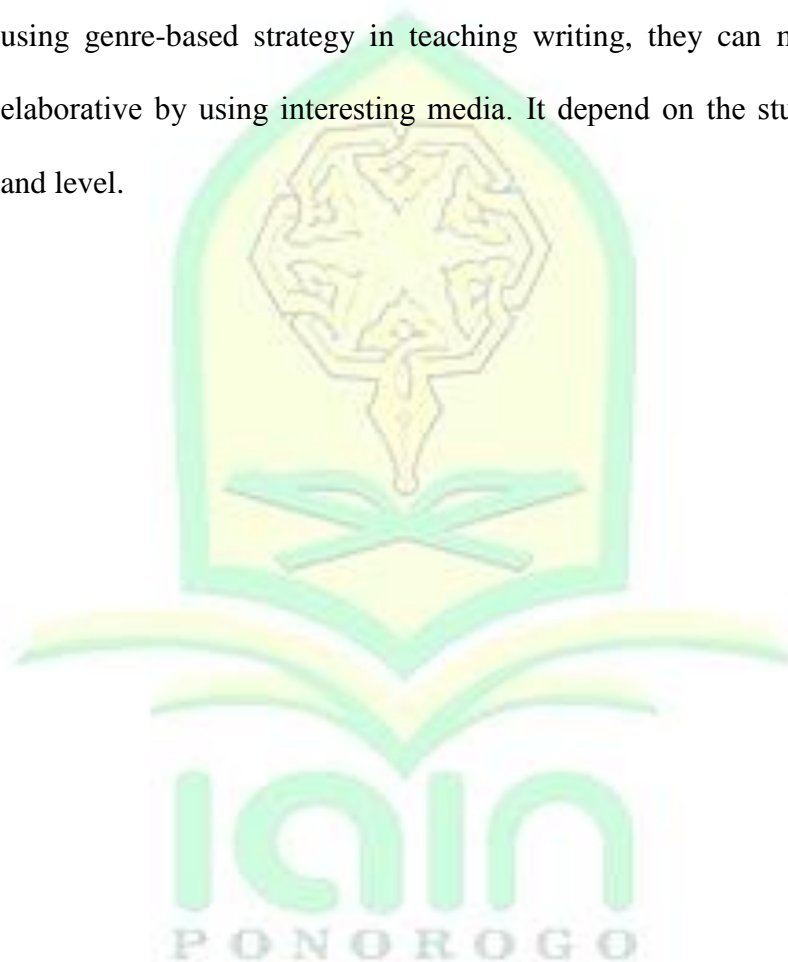 using genre-based strategy in teaching writing, they can
elaborative by using interesting media. It depend on the
and level.
IAIN
PONOROGO